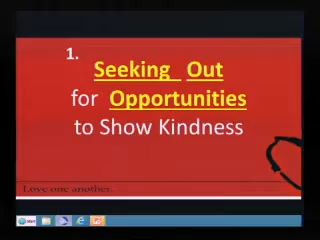 1.
Seeking Out
for Opportunities
to Show Kindness
Love one another.